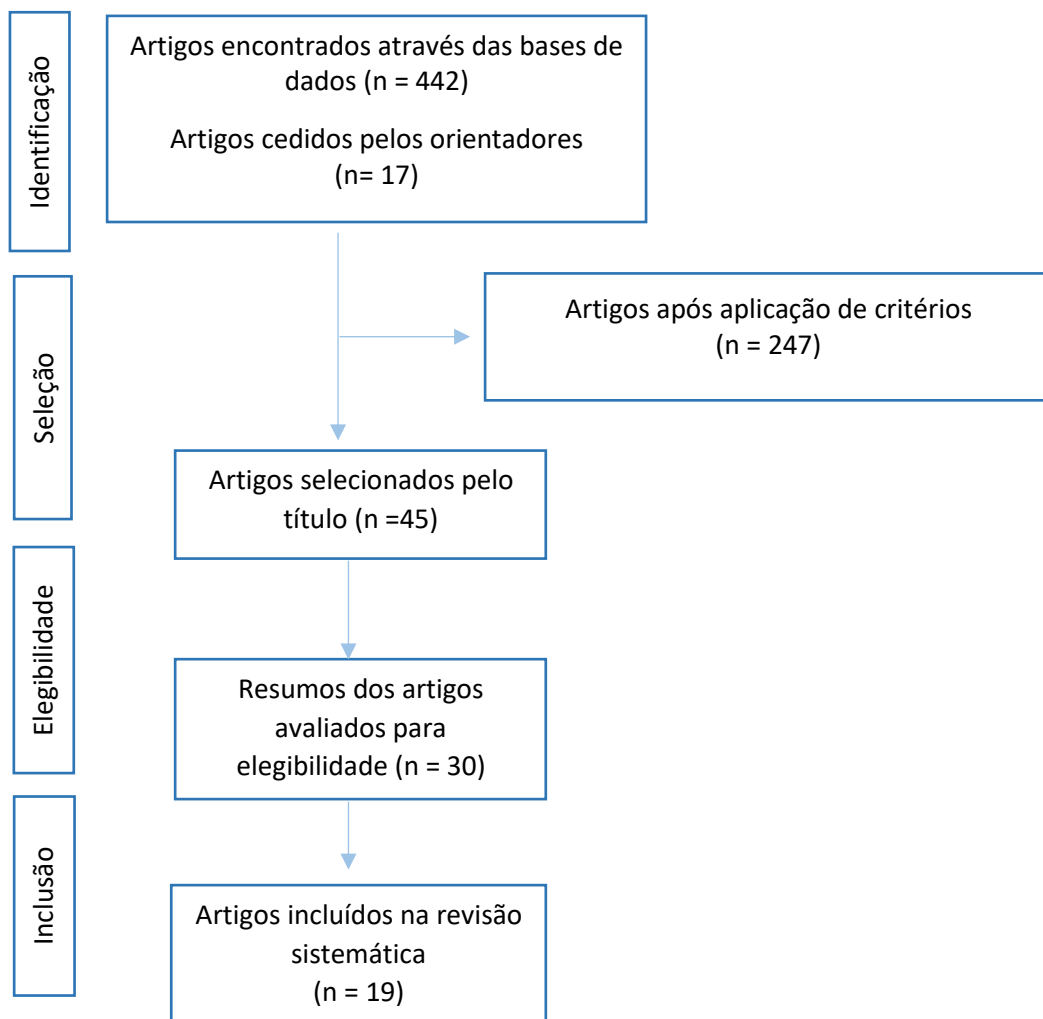 Identificação
Artigos encontrados através das bases de
dados (n = 442)
Artigos cedidos pelos orientadores
(n= 17)
Seleção
Artigos após aplicação de critérios
(n = 247)
Artigos selecionados pelo
título (n =45)
Elegibilidade
Resumos dos artigos
avaliados para
elegibilidade (n = 30)
Inclusão
Artigos incluídos na revisão
sistemática
(n = 19)